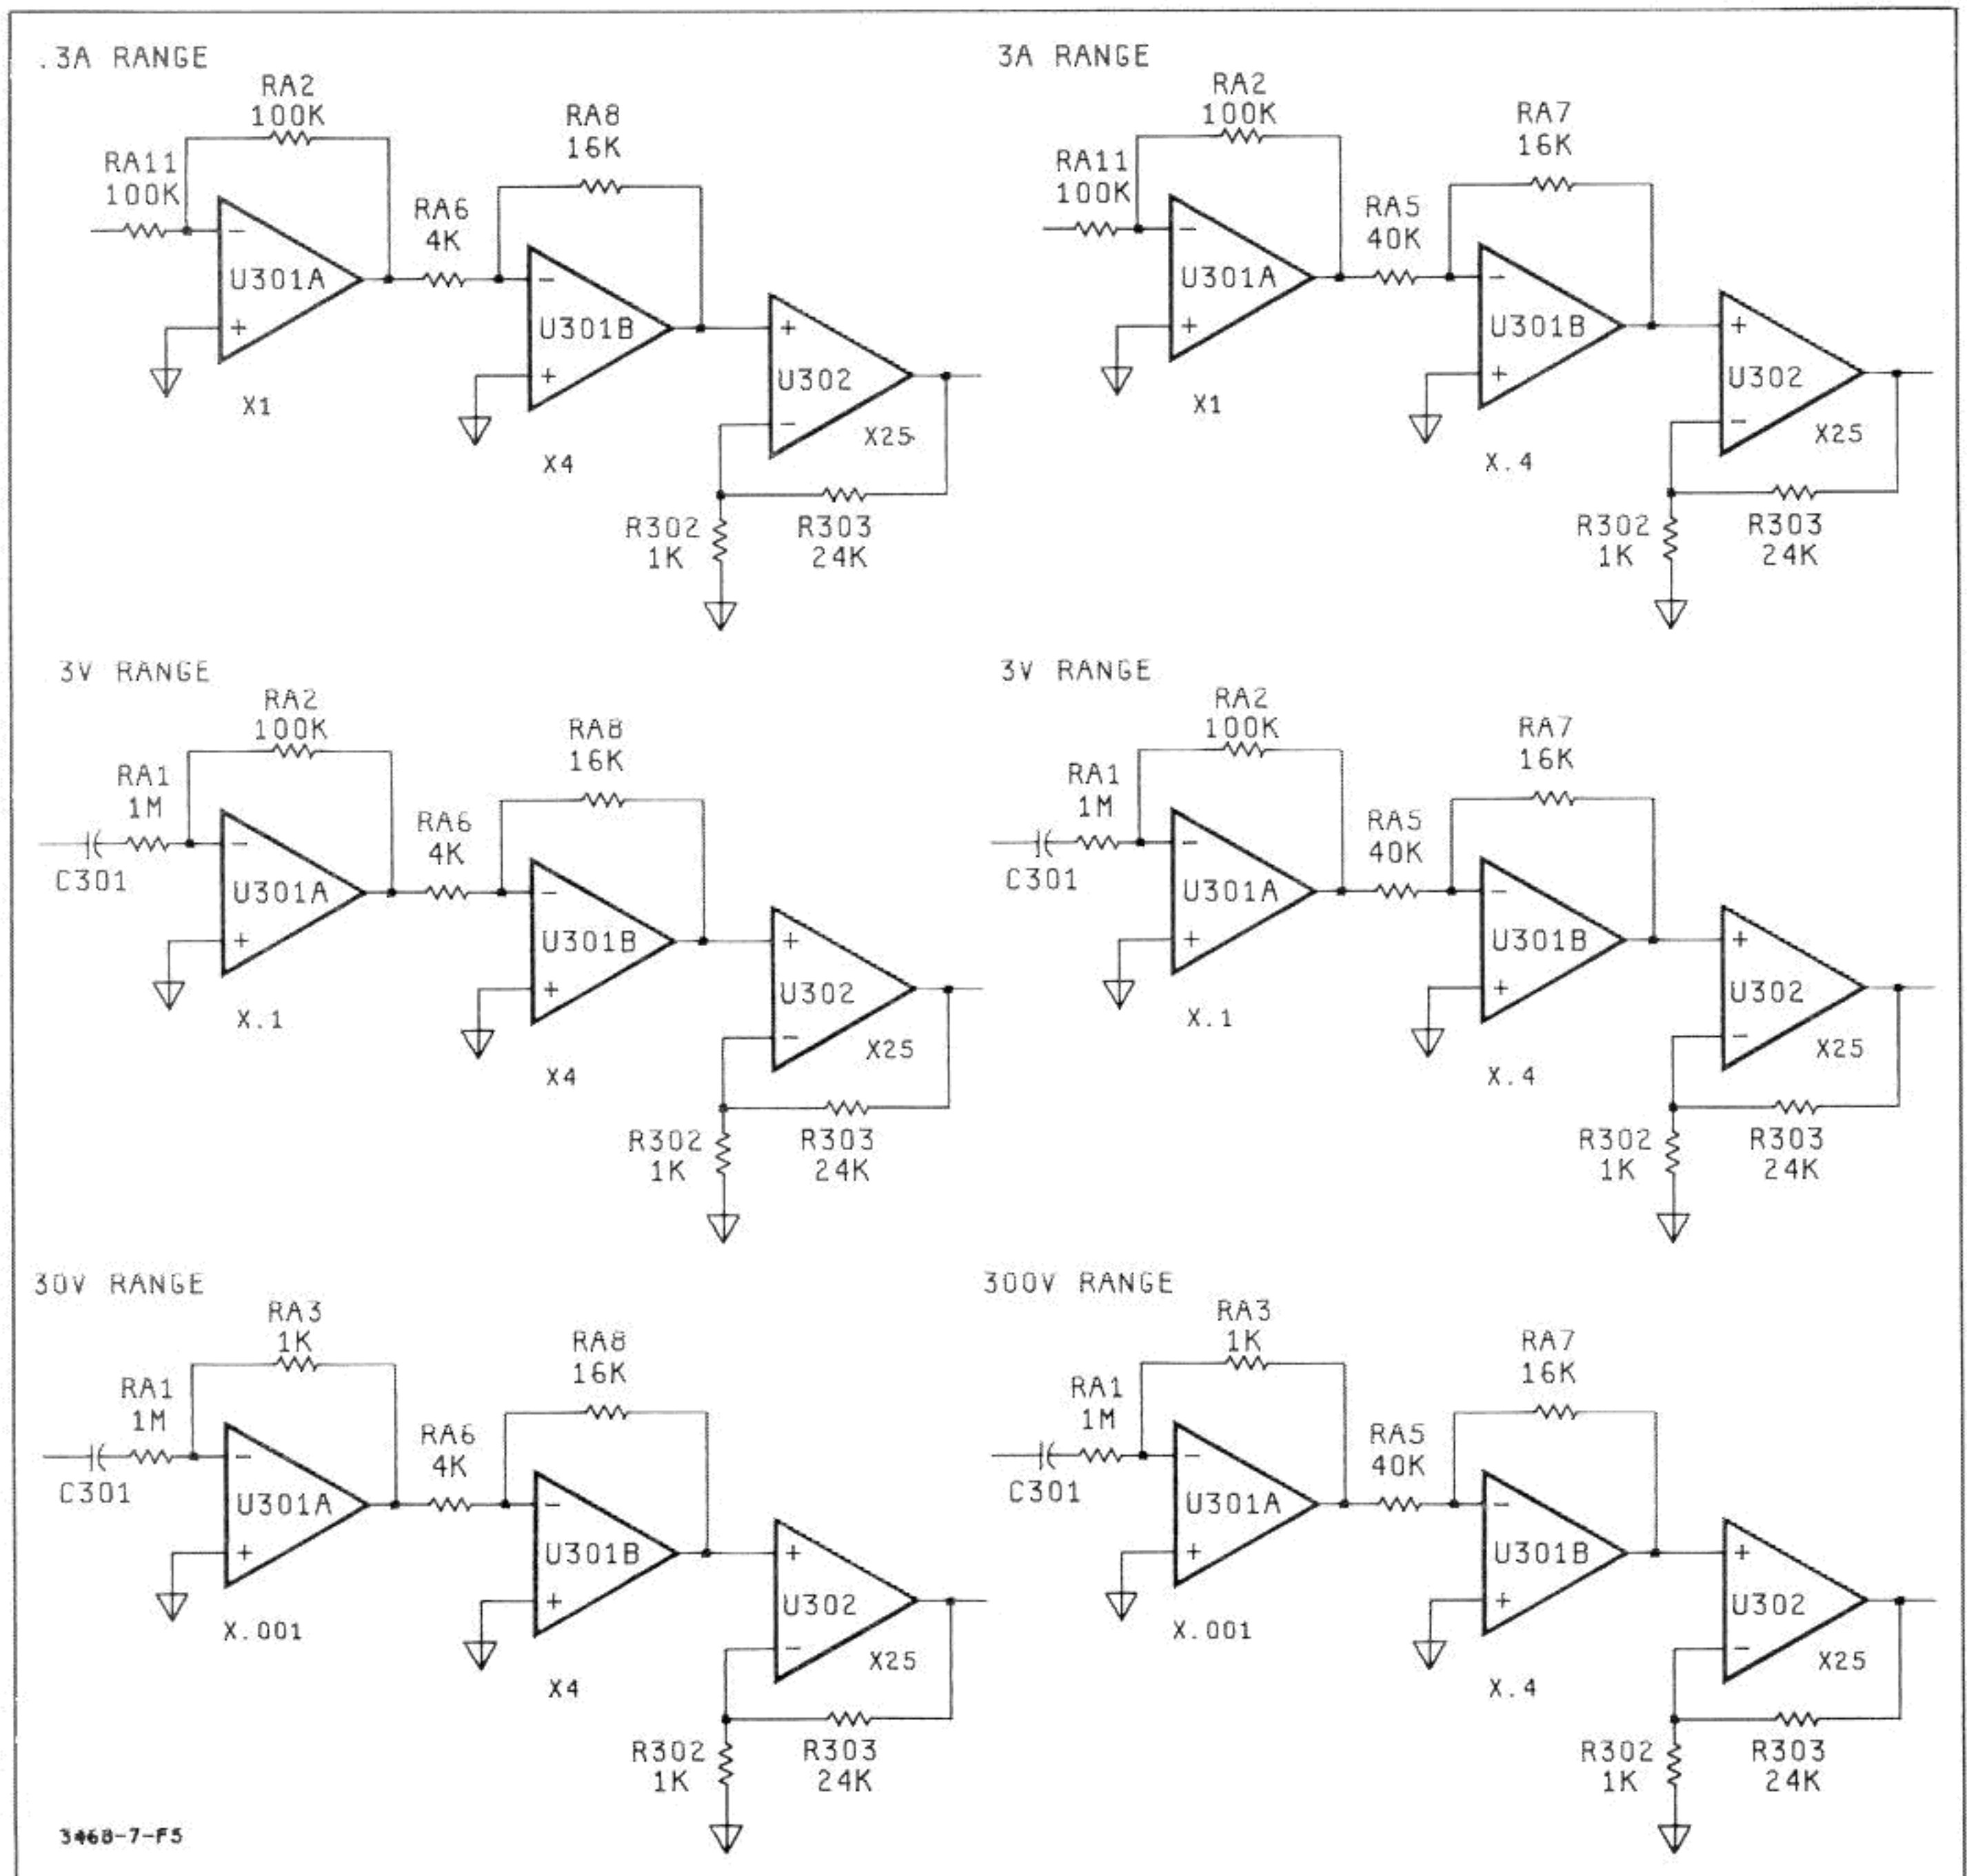 .3A RANGE
RA2
100K
RA8
16K
RA11
100K
RA6
4K
-
U301A
+
X1
-
U301B
+
X4
+
U302
-
X25
R302
1K
R303
24K
3A RANGE
RA2
100K
RA7
16K
RA11
100K
RA5
40K
-
U301A
+
X1
-
U301B
+
X.4
+
U302
-
X25
R302
1K
R303
24K
3V RANGE
RA2
100K
RA8
16K
RA1
1M
C301
RA6
4K
-
U301A
+
X.1
-
U301B
+
X4
+
U302
-
X25
R302
1K
R303
24K
3V RANGE
RA2
100K
RA7
16K
RA1
1M
C301
RA5
40K
-
U301A
+
X.1
-
U301B
+
X.4
+
U302
-
X25
R302
1K
R303
24K
30V RANGE
RA3
1K
RA8
16K
RA1
1M
C301
RA6
4K
-
U301A
+
X.001
-
U301B
+
X4
+
U302
-
X25
R302
1K
R303
24K
300V RANGE
RA3
1K
RA7
16K
RA1
1M
C301
RA5
40K
-
U301A
+
X.001
-
U301B
+
X.4
+
U302
-
X25
R302
1K
R303
24K
3468-7-F5